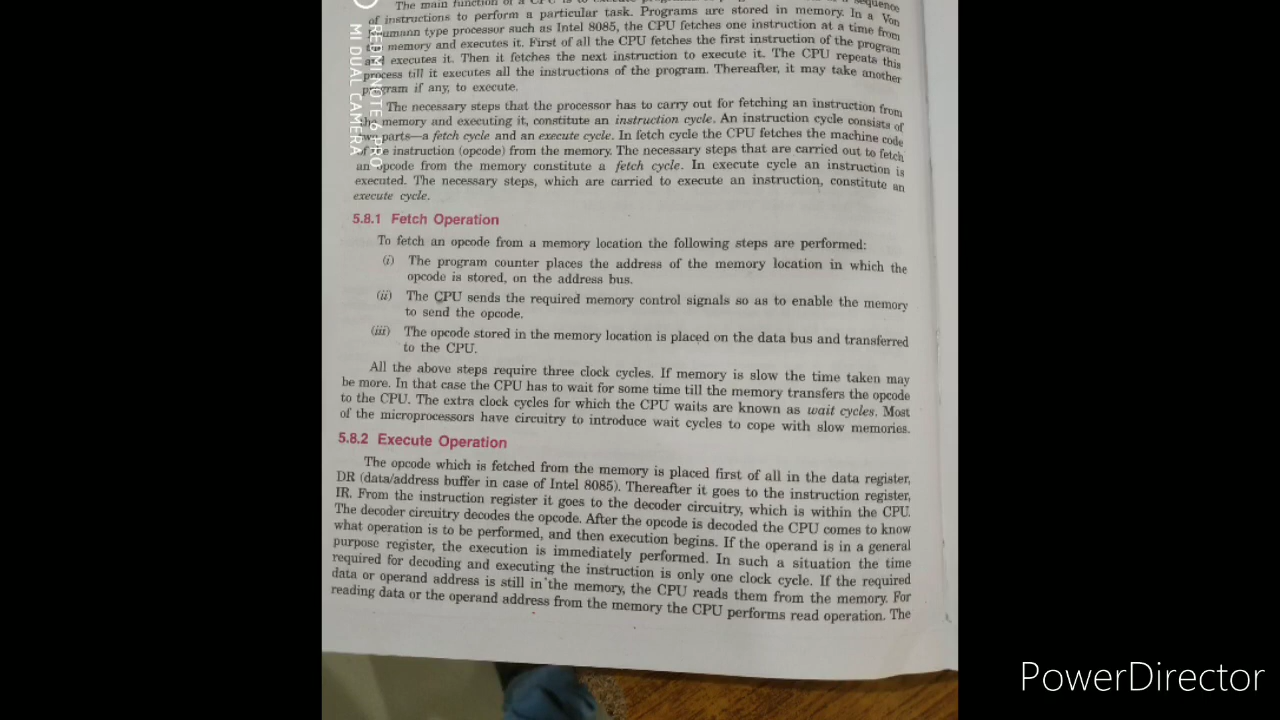 The main function of a CPU is to execute
sequence
of instructions to perform a particular task. Programs are stored in memory. In a Von
umann type processor such as Intel 8085, the CPU fetches one instruction at a time from
memory and executes it. First of all the CPU fetches the first instruction of the program
executes it. Then it fetches the next instruction to execute it. The CPU repeats this
process till it executes all the instructions of the program. Thereafter, it may take another
program if any, to execute.
The necessary steps that the processor has to carry out for fetching an instruction from
the memory and executing it, constitute an instruction cycle. An instruction cycle consists of
two parts—a fetch cycle and an execute cycle. In fetch cycle the CPU fetches the machine code
of the instruction (opcode) from the memory. The necessary steps that are carried out to fetch
an opcode from the memory constitute a fetch cycle. In execute cycle an instruction is
executed. The necessary steps, which are carried to execute an instruction, constitute an
execute cycle.
5.8.1 Fetch Operation
To fetch an opcode from a memory location the following steps are performed:
(i) The program counter places the address of the memory location in which the
opcode is stored, on the address bus.
(ii) The CPU sends the required memory control signals so as to enable the memory
to send the opcode.
(iii) The opcode stored in the memory location is placed on the data bus and transferred
to the CPU.
All the above steps require three clock cycles. If memory is slow the time taken may
be more. In that case the CPU has to wait for some time till the memory transfers the opcode
to the CPU. The extra clock cycles for which the CPU waits are known as wait cycles. Most
of the microprocessors have circuitry to introduce wait cycles to cope with slow memories.
5.8.2 Execute Operation
The opcode which is fetched from the memory is placed first of all in the data register,
DR (data/address buffer in case of Intel 8085). Thereafter it goes to the instruction register,
IR. From the instruction register it goes to the decoder circuitry, which is within the CPU.
The decoder circuitry decodes the opcode. After the opcode is decoded the CPU comes to know
what operation is to be performed, and then execution begins. If the operand is in a general
purpose register, the execution is immediately performed. In such a situation the time
required for decoding and executing the instruction is only one clock cycle. If the required
data or operand address is still in the memory, the CPU reads them from the memory. For
reading data or the operand address from the memory the CPU performs read operation. The
REDMI NOTE 6 PRO
MI DUAL CAMERA
PowerDirector